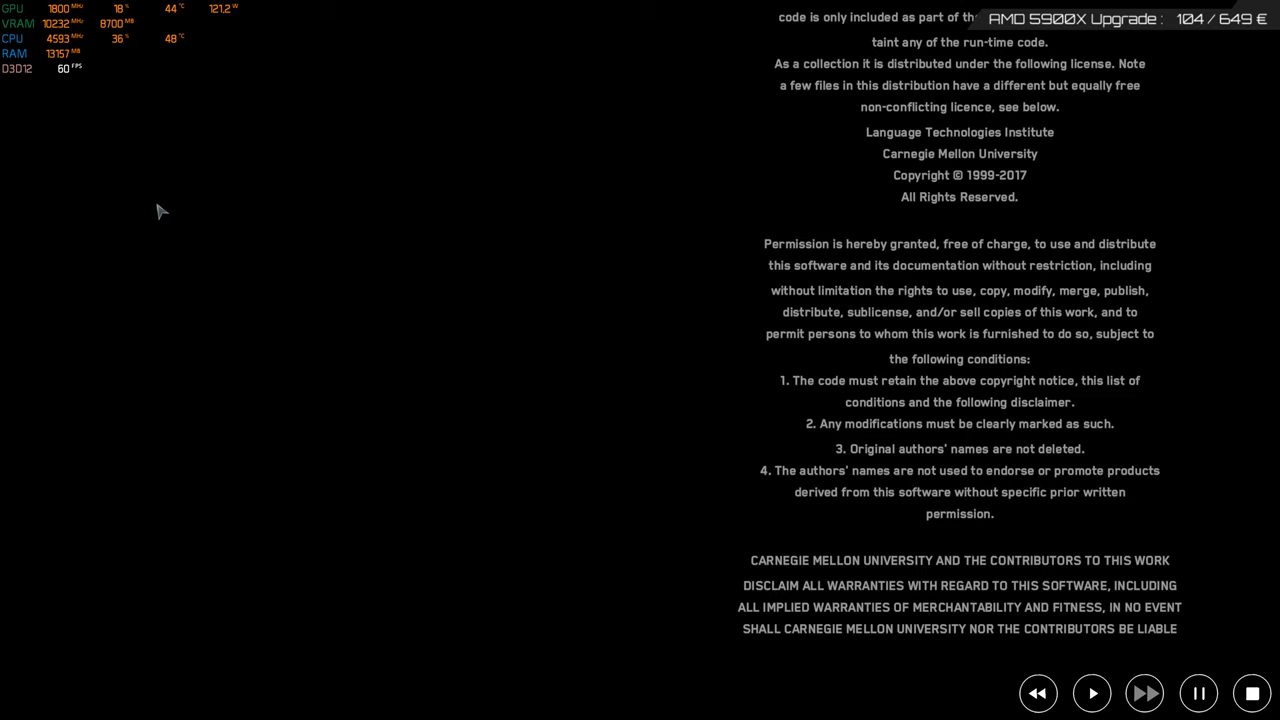 GPU 1800 MHz 18 % 44 °C 121.2 W
VRAM 10232 MHz 8700 MB
CPU 4593 MHz 36 % 48 °C
RAM 13157 MB
D3D12 60 FPS
AMD 5900X Upgrade : 104 / 649 €
code is only included as part of the
taint any of the run-time code.
As a collection it is distributed under the following license. Note
a few files in this distribution have a different but equally free
non-conflicting licence, see below.
Language Technologies Institute
Carnegie Mellon University
Copyright © 1999-2017
All Rights Reserved.
Permission is hereby granted, free of charge, to use and distribute
this software and its documentation without restriction, including
without limitation the rights to use, copy, modify, merge, publish,
distribute, sublicense, and/or sell copies of this work, and to
permit persons to whom this work is furnished to do so, subject to
the following conditions:
1. The code must retain the above copyright notice, this list of
conditions and the following disclaimer.
2. Any modifications must be clearly marked as such.
3. Original authors' names are not deleted.
4. The authors' names are not used to endorse or promote products
derived from this software without specific prior written
permission.
CARNEGIE MELLON UNIVERSITY AND THE CONTRIBUTORS TO THIS WORK
DISCLAIM ALL WARRANTIES WITH REGARD TO THIS SOFTWARE, INCLUDING
ALL IMPLIED WARRANTIES OF MERCHANTABILITY AND FITNESS, IN NO EVENT
SHALL CARNEGIE MELLON UNIVERSITY NOR THE CONTRIBUTORS BE LIABLE